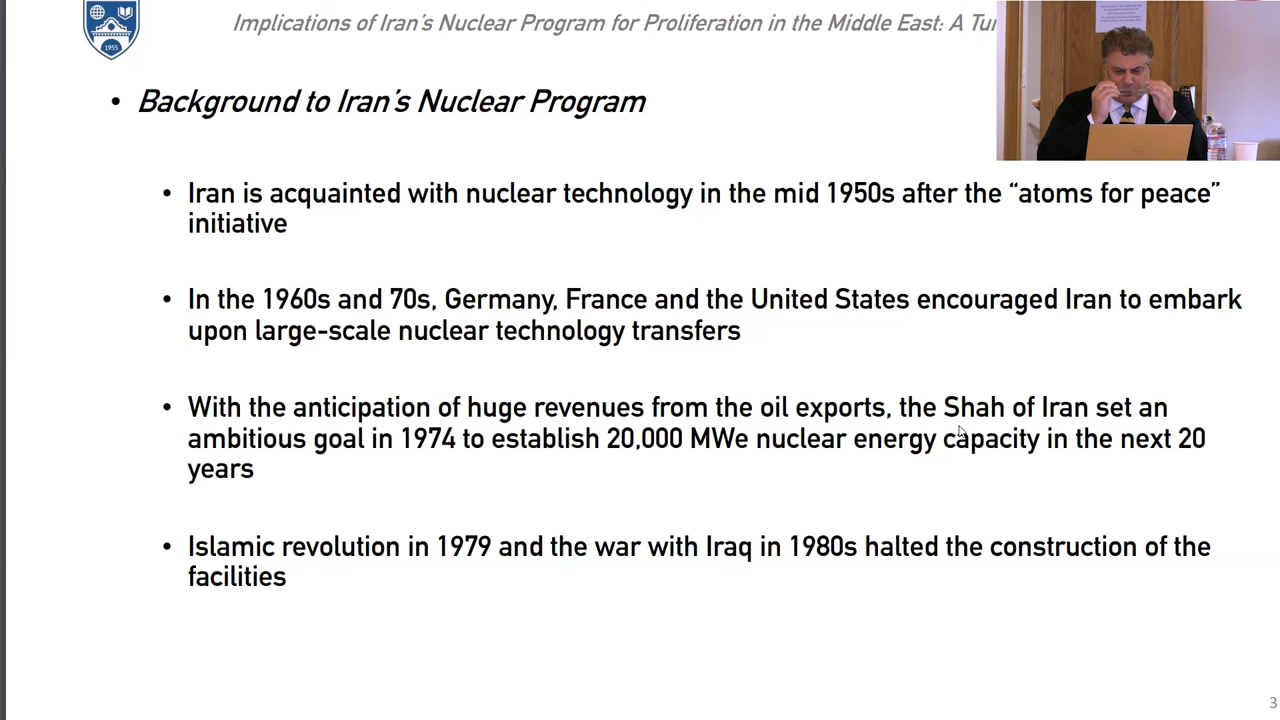 Implications of Iran's Nuclear Program for Proliferation in the Middle East: A Tur
1955
• Background to Iran's Nuclear Program
• Iran is acquainted with nuclear technology in the mid 1950s after the “atoms for peace”
initiative
• In the 1960s and 70s, Germany, France and the United States encouraged Iran to embark
upon large-scale nuclear technology transfers
• With the anticipation of huge revenues from the oil exports, the Shah of Iran set an
ambitious goal in 1974 to establish 20,000 MWe nuclear energy capacity in the next 20
years
• Islamic revolution in 1979 and the war with Iraq in 1980s halted the construction of the
facilities
3